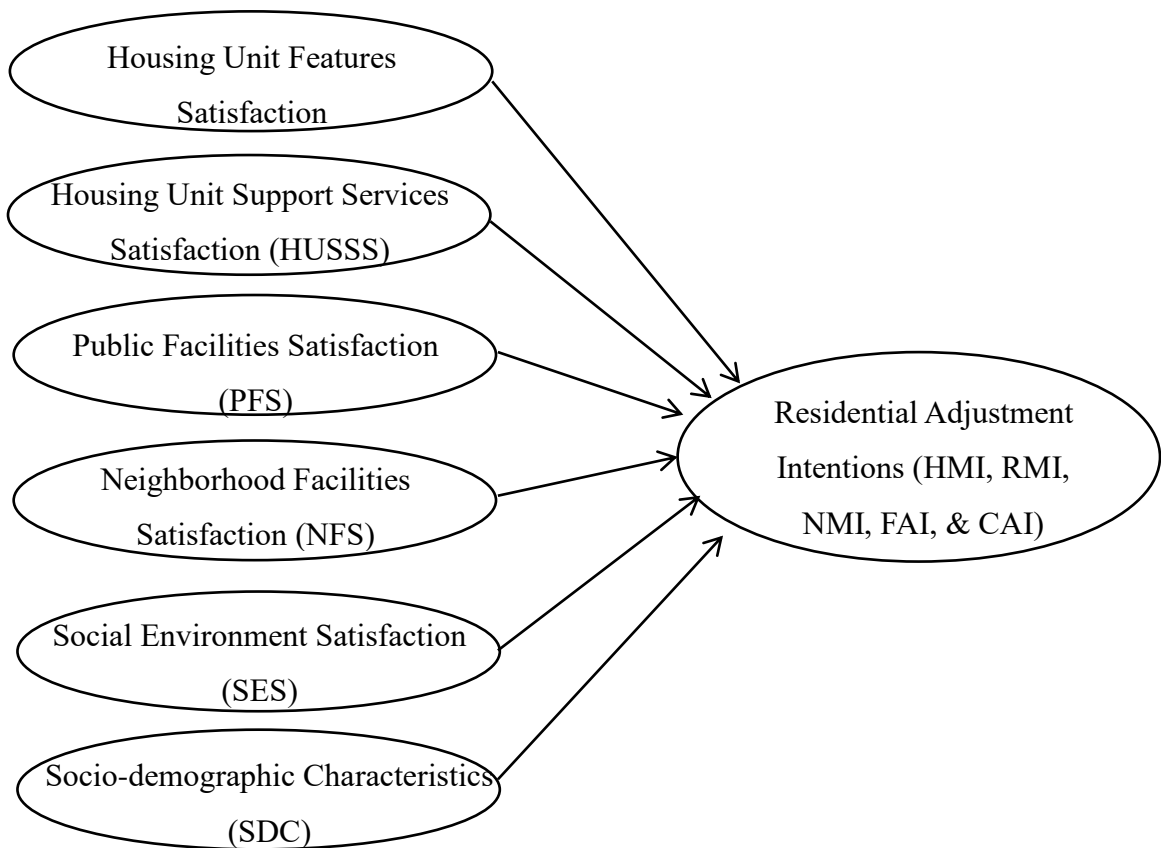 Housing Unit Features
Satisfaction
Housing Unit Support Services
Satisfaction (HUSSS)
Public Facilities Satisfaction
(PFS)
Neighborhood Facilities
Satisfaction (NFS)
Social Environment Satisfaction
(SES)
Socio-demographic Characteristics
(SDC)
Residential Adjustment
Intentions (HMI, RMI,
NMI, FAI, & CAI)